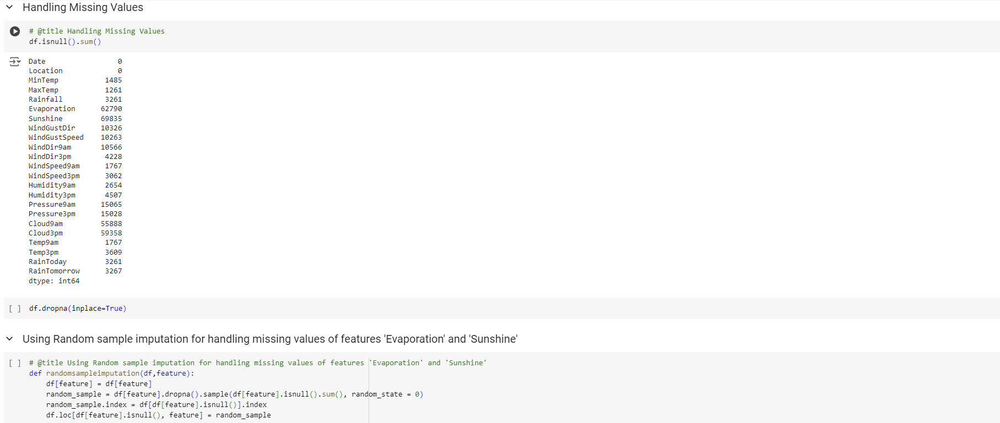 Handling Missing Values
# @title Handling Missing Values
df.isnull().sum()
Date 0
Location 0
MinTemp 1485
MaxTemp 1261
Rainfall 3261
Evaporation 62790
Sunshine 69835
WindGustDir 10326
WindGustSpeed 10263
WindDir9am 10566
WindDir3pm 4228
WindSpeed9am 1767
WindSpeed3pm 3062
Humidity9am 2654
Humidity3pm 4507
Pressure9am 15065
Pressure3pm 15028
Cloud9am 55888
Cloud3pm 59358
Temp9am 1767
Temp3pm 3609
RainToday 3261
RainTomorrow 3267
dtype: int64
[ ] df.dropna(inplace=True)
Using Random sample imputation for handling missing values of features 'Evaporation' and 'Sunshine'
[ ] # @title Using Random sample imputation for handling missing values of features 'Evaporation' and 'Sunshine'
def randomsampleimputation(df,feature):
df[feature] = df[feature]
random_sample = df[feature].dropna().sample(df[feature].isnull().sum(), random_state = 0)
random_sample.index = df[df[feature].isnull()].index
df.loc[df[feature].isnull(), feature] = random_sample